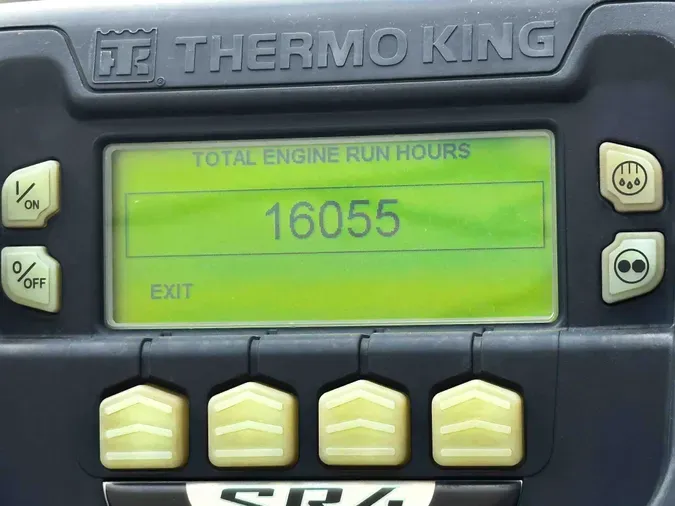 THERMO KING
TOTAL ENGINE RUN HOURS
16055
EXIT
I/ON
O/OFF